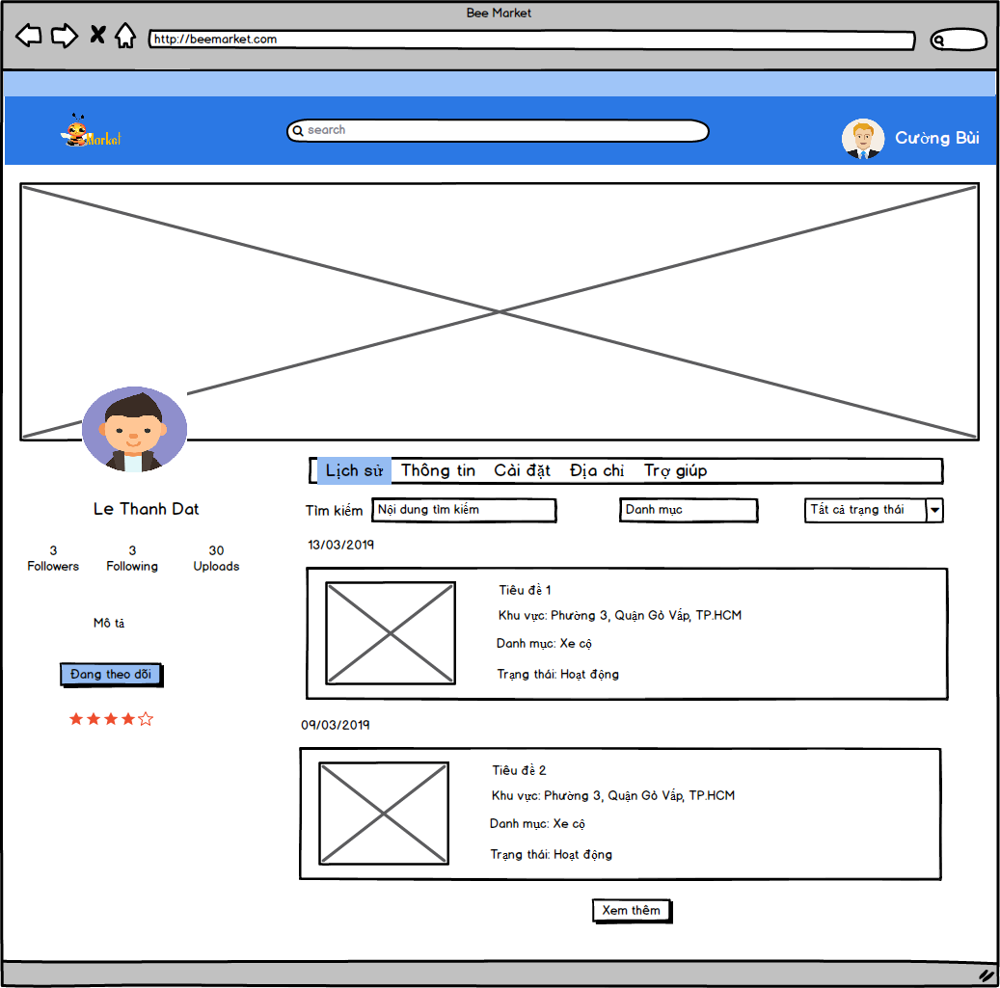 Bee Market
http://beemarket.com
Market
search
Cường Bùi
Lịch sử Thông tin Cài đặt Địa chỉ Trợ giúp
Tìm kiếm Nội dung tìm kiếm Danh mục Tất cả trạng thái
Le Thanh Dat
3 3 30
Followers Following Uploads
Mô tả
Đang theo dõi
13/03/2019
Tiêu đề 1
Khu vực: Phường 3, Quận Gò Vấp, TP.HCM
Danh mục: Xe cộ
Trạng thái: Hoạt động
09/03/2019
Tiêu đề 2
Khu vực: Phường 3, Quận Gò Vấp, TP.HCM
Danh mục: Xe cộ
Trạng thái: Hoạt động
Xem thêm